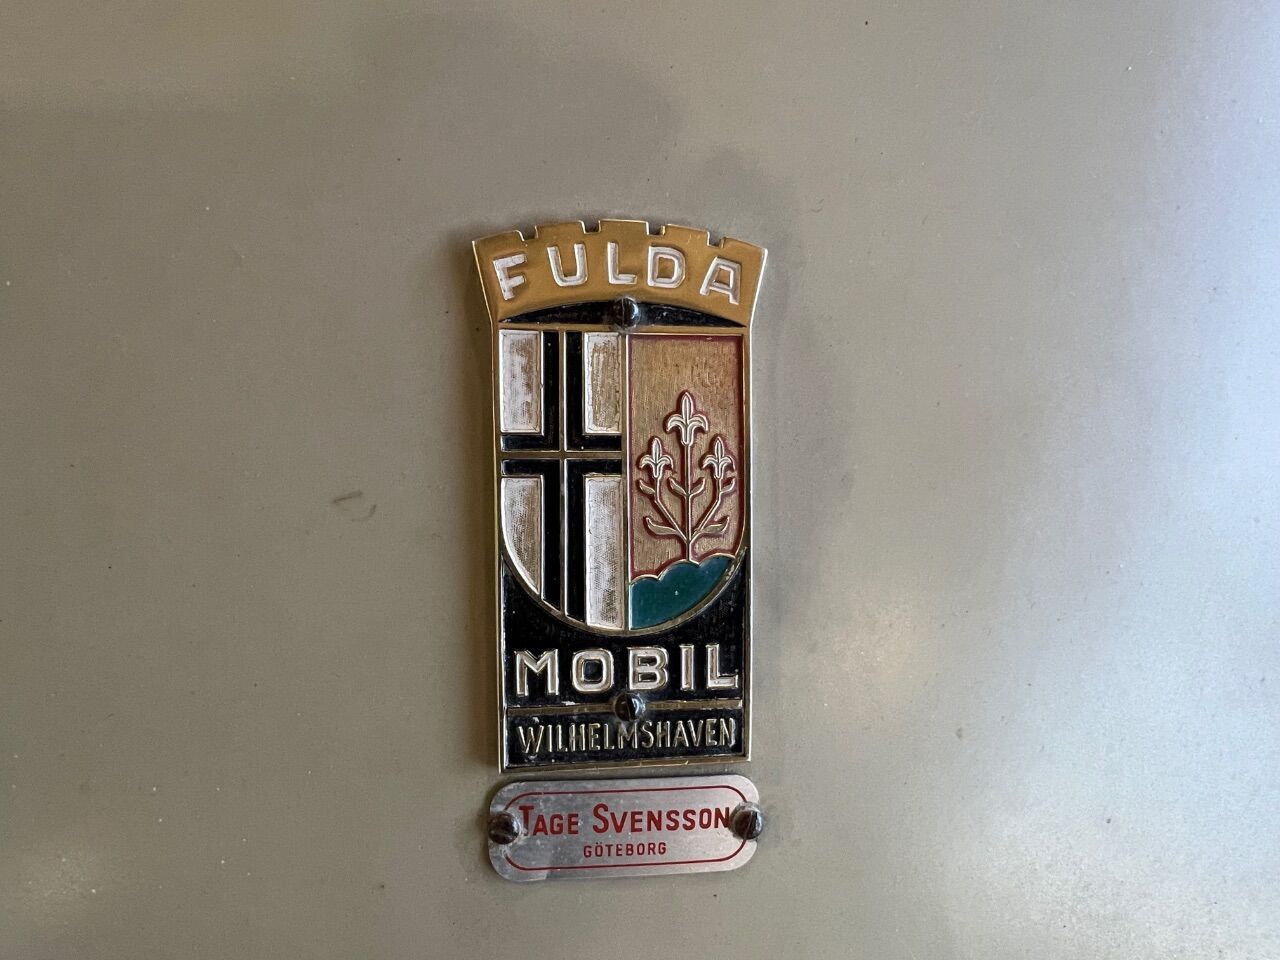 FULDA
MOBIL
WILHELMSHAVEN
TAGE SVENSSON
GÖTEBORG